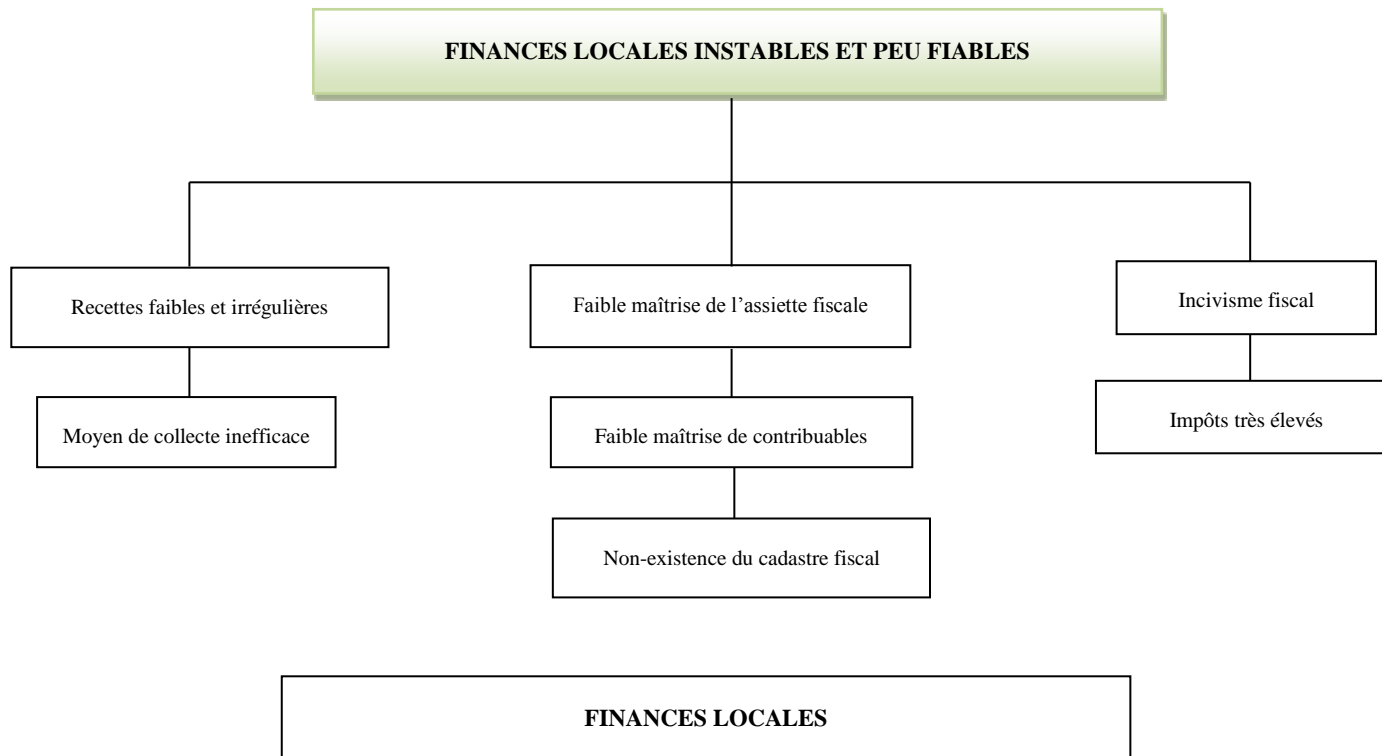 FINANCES LOCALES INSTABLES ET PEU FIABLES
Recettes faibles et irrégulières
Faible maîtrise de l’assiette fiscale
Incivisme fiscal
Moyen de collecte inefficace
Faible maîtrise de contribuables
Impôts très élevés
Non-existence du cadastre fiscal
FINANCES LOCALES